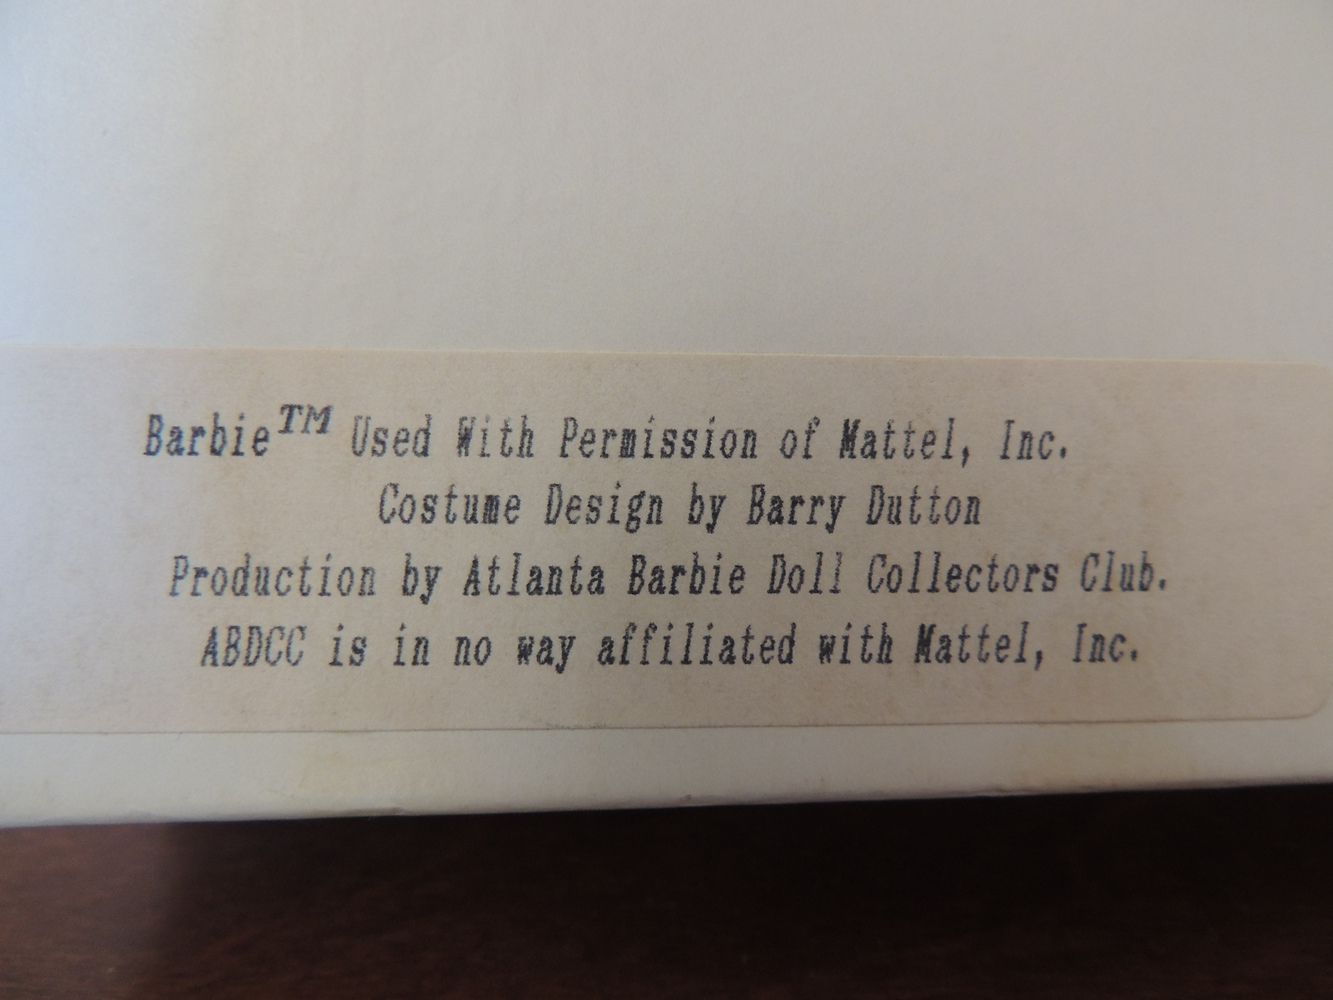 Barbie™ Used With Permission of Mattel, Inc.
Costume Design by Barry Dutton
Production by Atlanta Barbie Doll Collectors Club.
ABDCC is in no way affiliated with Mattel, Inc.